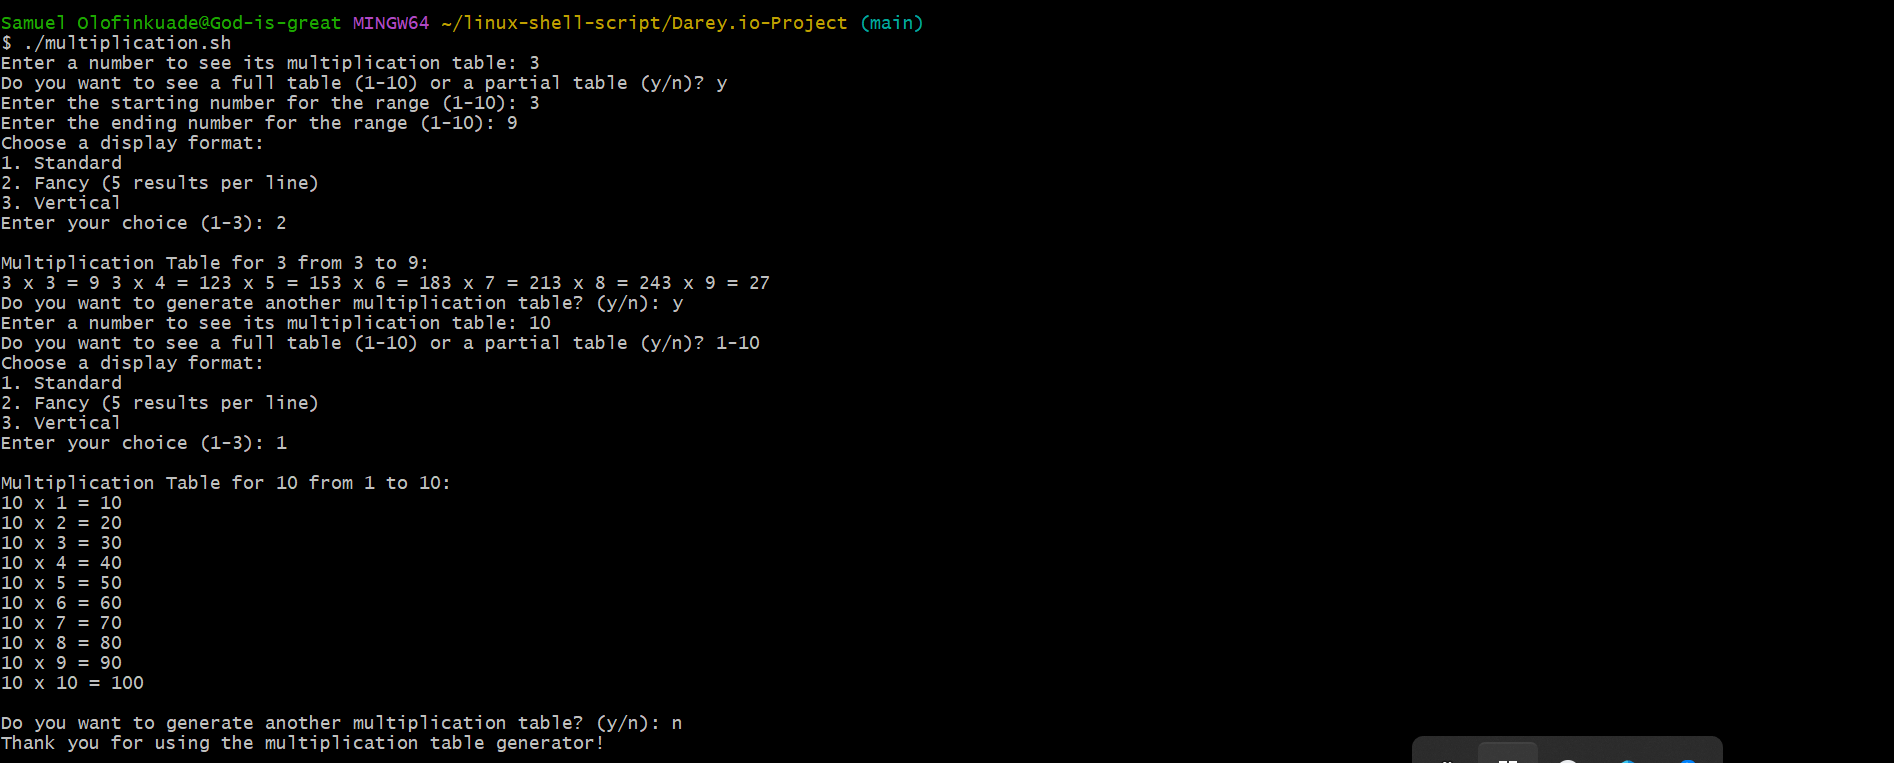 Samuel Olofinkuade@God-is-great MINGW64 ~/linux-shell-script/Darey.io-Project (main)
$ ./multiplication.sh
Enter a number to see its multiplication table: 3
Do you want to see a full table (1-10) or a partial table (y/n)? y
Enter the starting number for the range (1-10): 3
Enter the ending number for the range (1-10): 9
Choose a display format:
1. Standard
2. Fancy (5 results per line)
3. Vertical
Enter your choice (1-3): 2
Multiplication Table for 3 from 3 to 9:
3 x 3 = 9 3 x 4 = 123 x 5 = 153 x 6 = 183 x 7 = 213 x 8 = 243 x 9 = 27
Do you want to generate another multiplication table? (y/n): y
Enter a number to see its multiplication table: 10
Do you want to see a full table (1-10) or a partial table (y/n)? 1-10
Choose a display format:
1. Standard
2. Fancy (5 results per line)
3. Vertical
Enter your choice (1-3): 1
Multiplication Table for 10 from 1 to 10:
10 x 1 = 10
10 x 2 = 20
10 x 3 = 30
10 x 4 = 40
10 x 5 = 50
10 x 6 = 60
10 x 7 = 70
10 x 8 = 80
10 x 9 = 90
10 x 10 = 100
Do you want to generate another multiplication table? (y/n): n
Thank you for using the multiplication table generator!